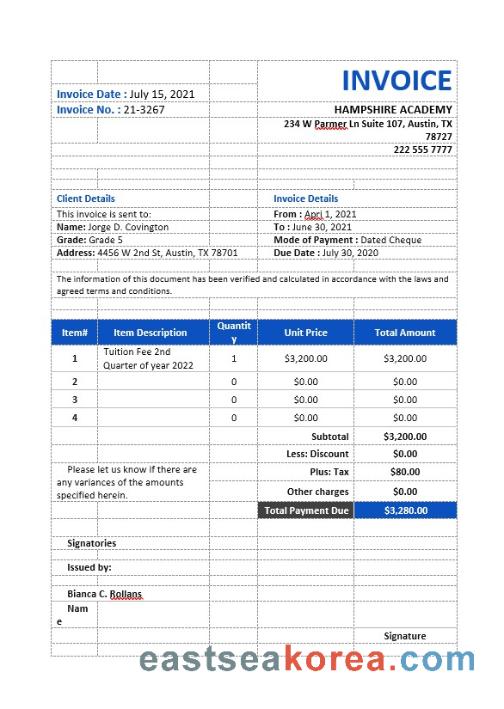 INVOICE
Invoice Date : July 15, 2021
Invoice No. : 21-3267
HAMPSHIRE ACADEMY
234 W Parmer Ln Suite 107, Austin, TX
78727
222 555 7777
Client Details
Invoice Details
This invoice is sent to:
From : Apri 1, 2021
Name: Jorge D. Covington
To : June 30, 2021
Grade: Grade 5
Mode of Payment : Dated Cheque
Address: 4456 W 2nd St, Austin, TX 78701
Due Date : July 30, 2020
The information of this document has been verified and calculated in accordance with the laws and
agreed terms and conditions.
Item# Item Description Quantit
y Unit Price Total Amount
1 Tuition Fee 2nd
Quarter of year 2022 1 $3,200.00 $3,200.00
2 0 $0.00 $0.00
3 0 $0.00 $0.00
4 0 $0.00 $0.00
Subtotal $3,200.00
Less: Discount $0.00
Please let us know if there are
any variances of the amounts
specified herein.
Plus: Tax $80.00
Other charges $0.00
Total Payment Due $3,280.00
Signatories
Issued by:
Bianca C. Rollans
Nam
e
Signature
eastseakorea.com